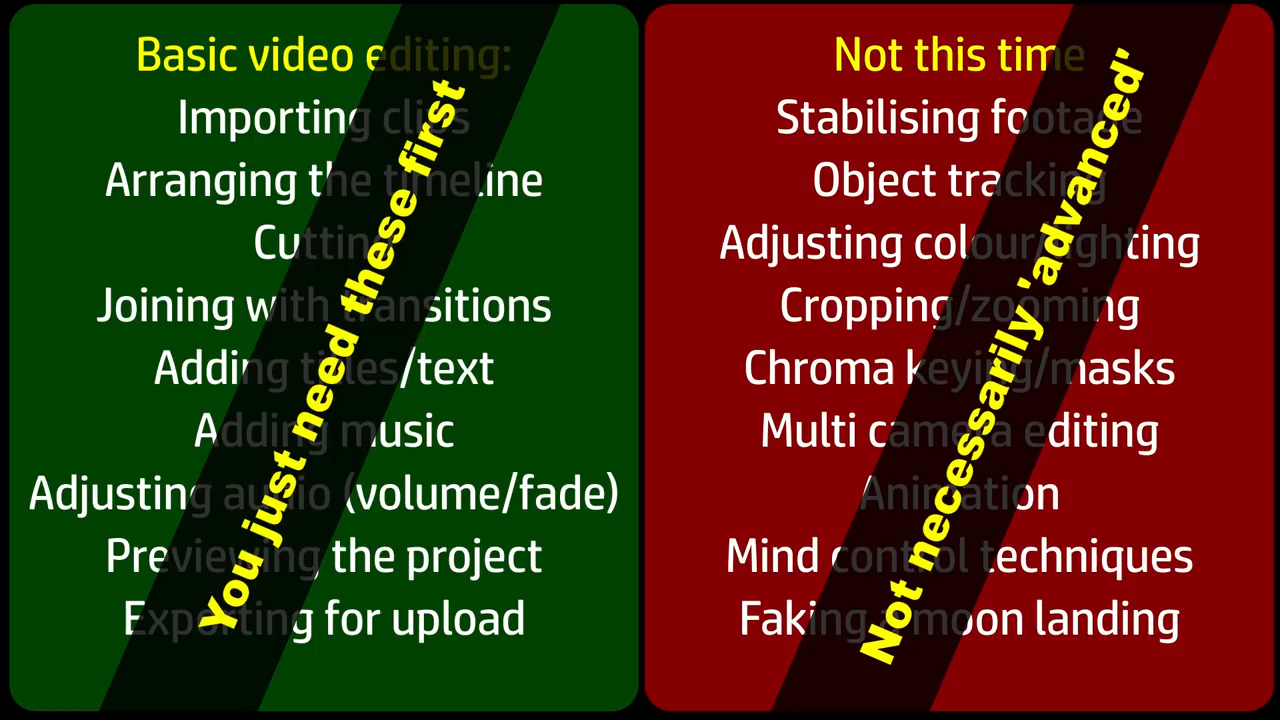 Basic video editing:
Importing clips
Arranging the timeline
Cutting
Joining with transitions
Adding titles/text
Adding music
Adjusting audio (volume/fade)
Previewing the project
Exporting for upload
You just need these first
Not this time
Stabilising footage
Object tracking
Adjusting colour/lighting
Cropping/zooming
Chroma keying/masks
Multi camera editing
Animation
Mind control techniques
Faking a moon landing
Not necessarily 'advanced'